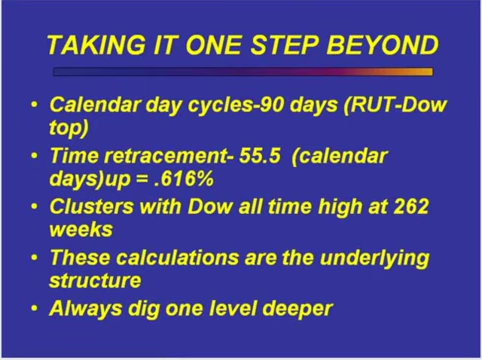 TAKING IT ONE STEP BEYOND
• Calendar day cycles-90 days (RUT-Dow
top)
• Time retracement- 55.5 (calendar
days)up = .616%
• Clusters with Dow all time high at 262
weeks
• These calculations are the underlying
structure
• Always dig one level deeper